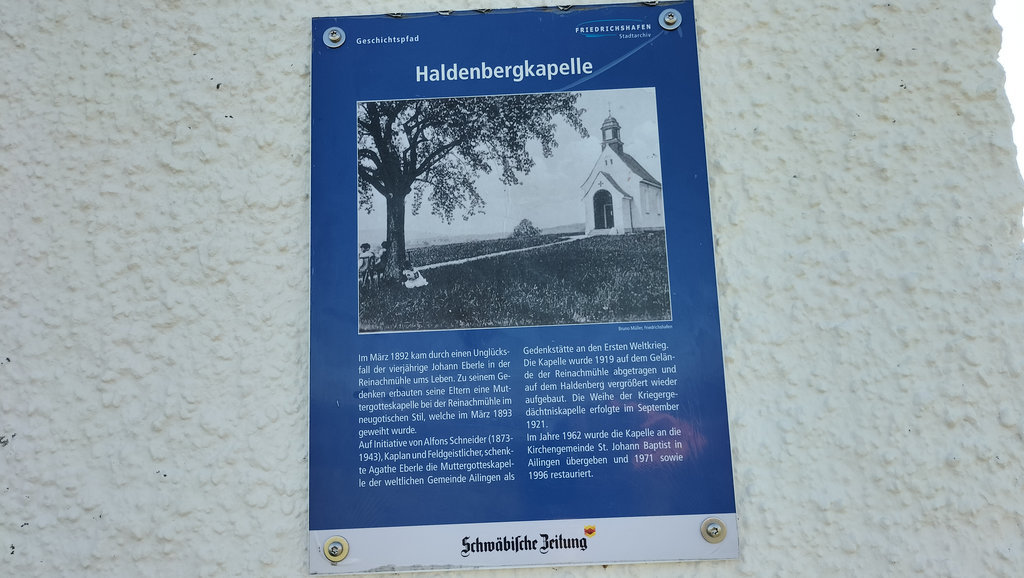 Geschichtspfad
FRIEDRICHSHAFEN
Stadtarchiv
Haldenbergkapelle
Bruno Müller, Friedrichshafen
Im März 1892 kam durch einen Unglücks-
fall der vierjährige Johann Eberle in der
Reinachmühle ums Leben. Zu seinem Ge-
denken erbauten seine Eltern eine Mut-
tergotteskapelle bei der Reinachmühle im
neugotischen Stil, welche im März 1893
geweiht wurde.
Auf Initiative von Alfons Schneider (1873-
1943), Kaplan und Feldgeistlicher, schenk-
te Agathe Eberle die Muttergotteskapel-
le der weltlichen Gemeinde Ailingen als
Gedenkstätte an den Ersten Weltkrieg.
Die Kapelle wurde 1919 auf dem Gelän-
de der Reinachmühle abgetragen und
auf dem Haldenberg vergrößert wieder
aufgebaut. Die Weihe der Kriegerge-
dächtniskapelle erfolgte im September
1921.
Im Jahre 1962 wurde die Kapelle an die
Kirchengemeinde St. Johann Baptist in
Ailingen übergeben und 1971 sowie
1996 restauriert.
Schwäbische Zeitung